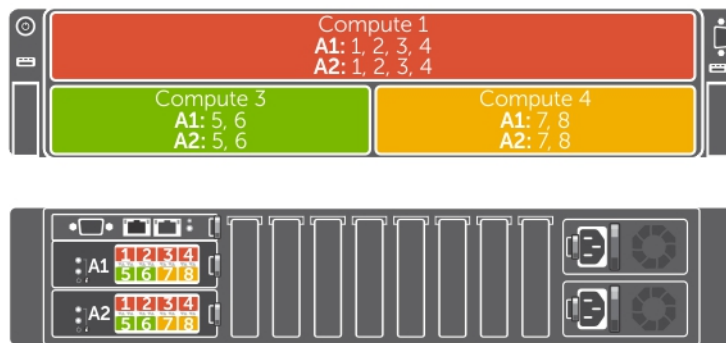 Compute 1
A1: 1, 2, 3, 4
A2: 1, 2, 3, 4
Compute 3
A1: 5, 6
A2: 5, 6
Compute 4
A1: 7, 8
A2: 7, 8
A1
1 2 3 4
5 6 7 8
A2
1 2 3 4
5 6 7 8